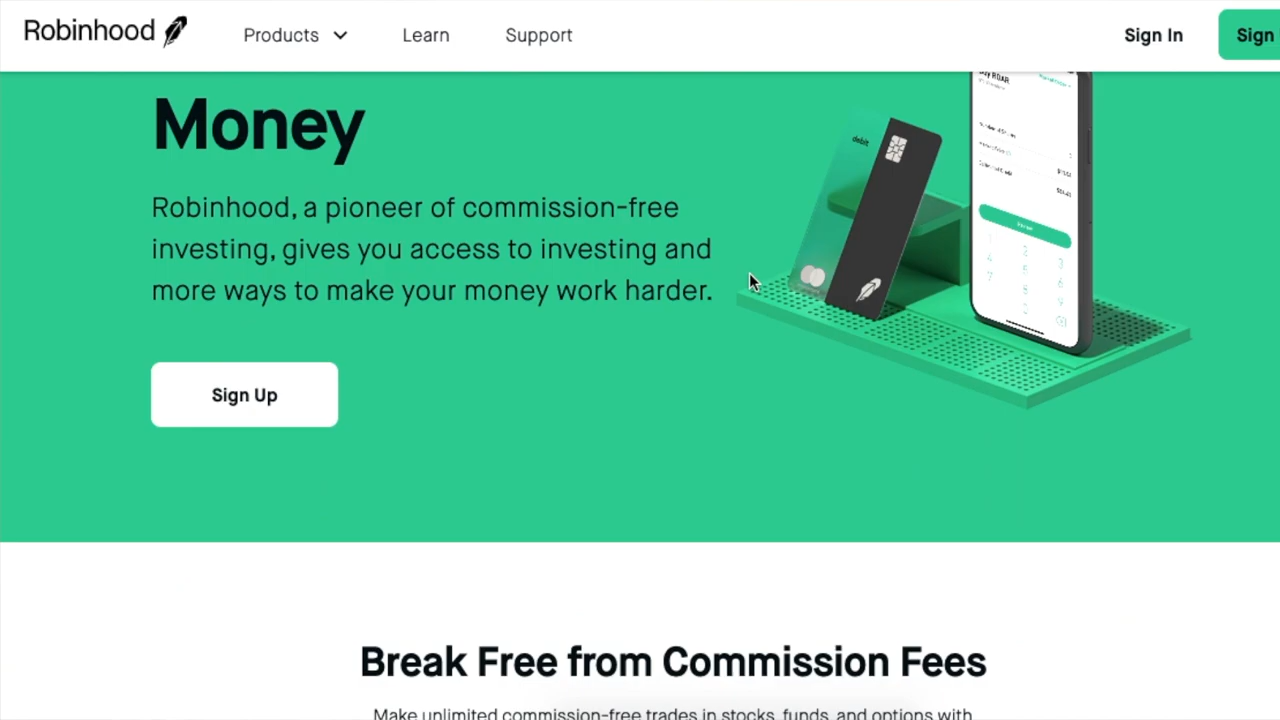 Robinhood
Products
Learn
Support
Sign In
Sign
Money
Robinhood, a pioneer of commission-free
investing, gives you access to investing and
more ways to make your money work harder.
Sign Up
debit
Break Free from Commission Fees
Make unlimited commission-free trades in stocks, funds, and options with